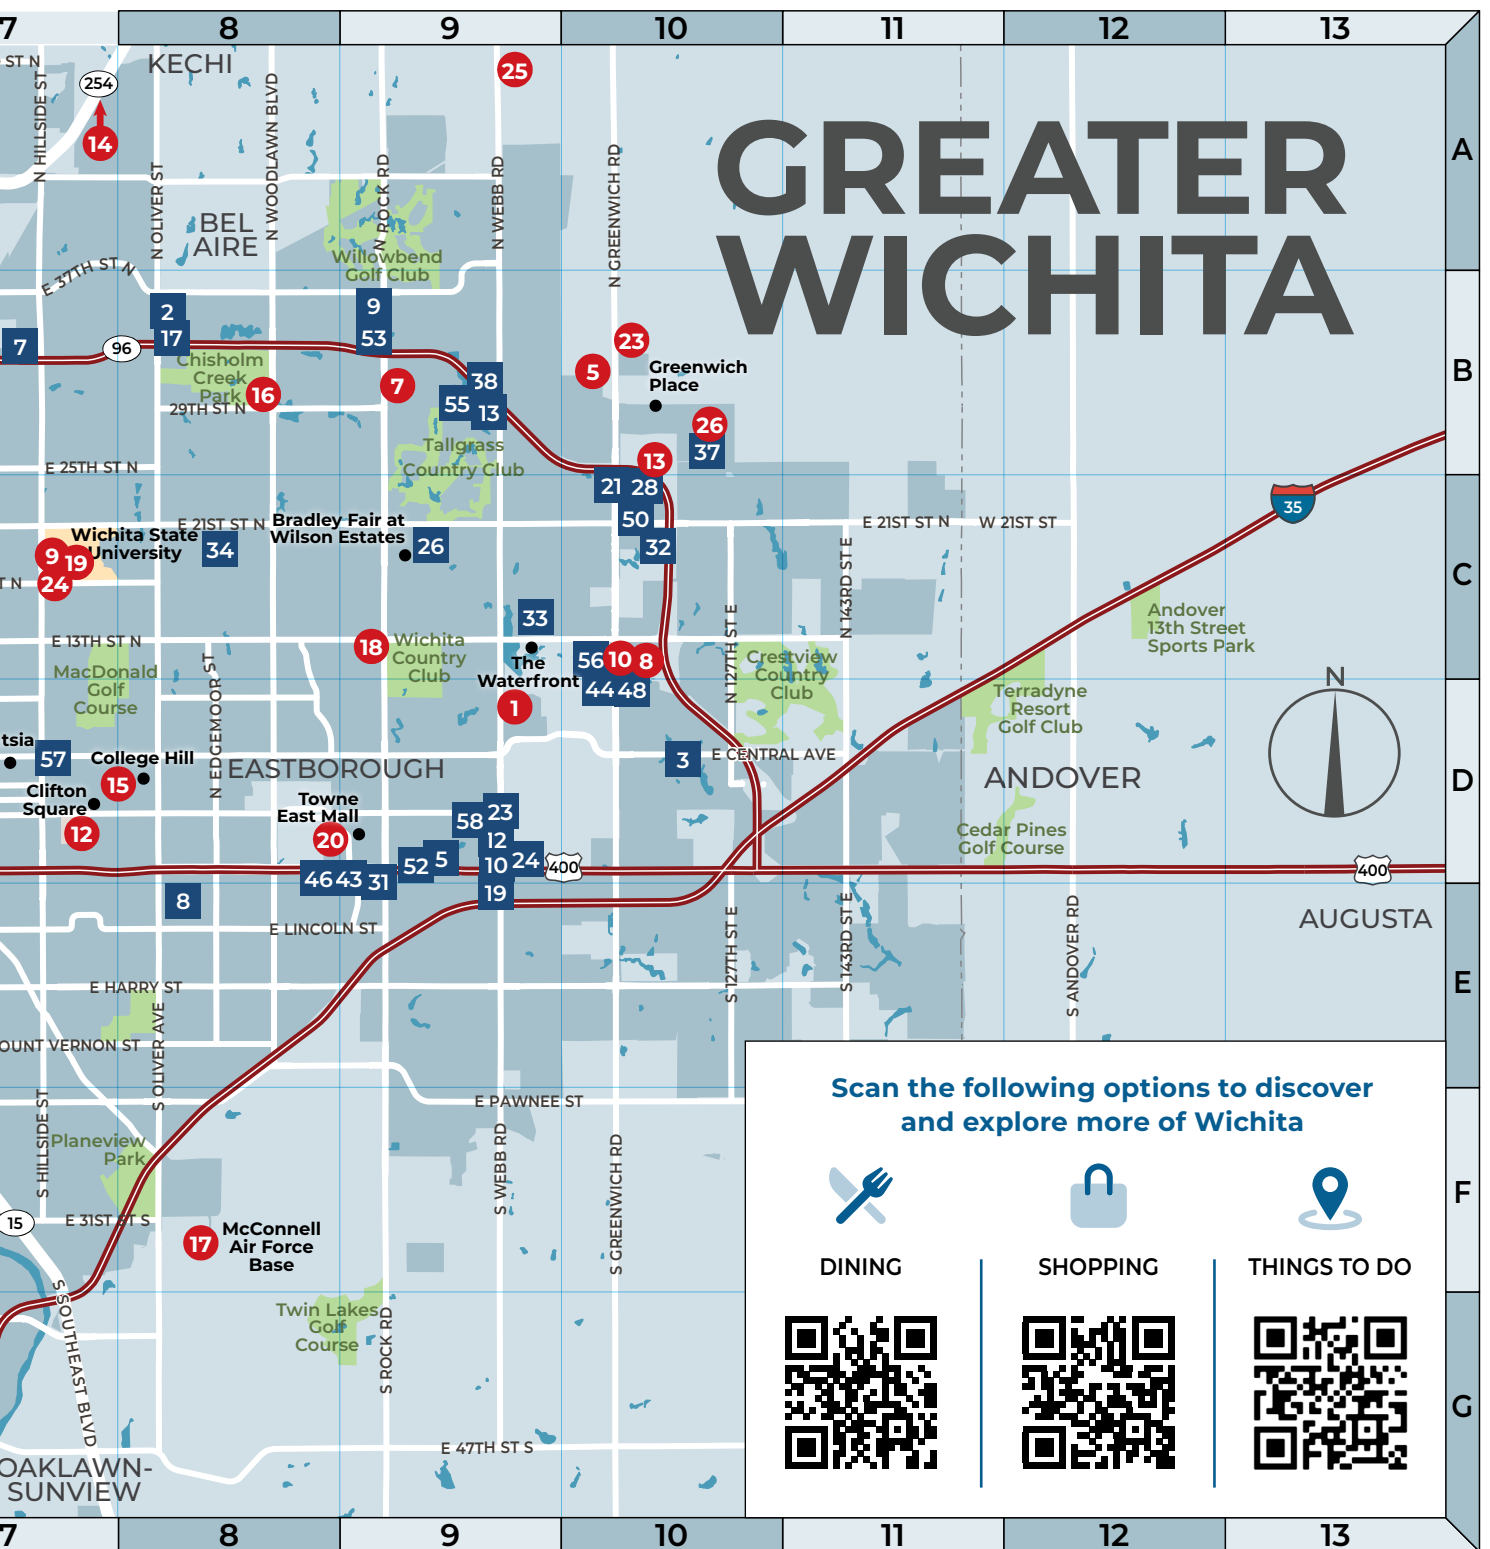 7
8
9
10
11
12
13
ST N
KECHI
254
25
14
N HILLSIDE ST
N OLIVER ST
N WOODLAWN BLVD
N ROCK RD
N WEBB RD
N GREENWICH RD
GREATER
WICHITA
A
BEL
AIRE
Willowbend
Golf Club
E 37TH ST N
2
17
9
53
7
96
Chisholm
Creek
Park
16
29TH ST N
7
38
55
13
23
5
Greenwich
Place
26
37
13
B
Tallgrass
Country Club
E 25TH ST N
21
28
50
32
35
E 21ST ST N
E 21ST ST N
W 21ST ST
Wichita State
University
9
19
24
T N
34
Bradley Fair at
Wilson Estates
26
C
33
N 127TH ST E
N 143RD ST E
Andover
13th Street
Sports Park
E 13TH ST N
18
Wichita
Country
Club
The
Waterfront
56
10
8
44
48
1
Crestview
Country
Club
MacDonald
Golf
Course
N EDGEMOOR ST
Terradyne
Resort
Golf Club
N
tsia
57
College Hill
15
Clifton
Square
12
EASTBOROUGH
3
E CENTRAL AVE
ANDOVER
D
Towne
East Mall
20
58
23
12
10
24
52
5
46
43
31
19
400
400
Cedar Pines
Golf Course
8
E LINCOLN ST
AUGUSTA
S 127TH ST E
S 143RD ST E
S ANDOVER RD
E
E HARRY ST
OUNT VERNON ST
S OLIVER AVE
S HILLSIDE ST
E PAWNEE ST
S WEBB RD
S GREENWICH RD
Planeview
Park
15
E 31ST ST S
17
McConnell
Air Force
Base
F
S SOUTHEAST BLVD
Twin Lakes
Golf
Course
S ROCK RD
G
E 47TH ST S
OAKLAWN-
SUNVIEW
Scan the following options to discover
and explore more of Wichita
DINING
SHOPPING
THINGS TO DO
7
8
9
10
11
12
13